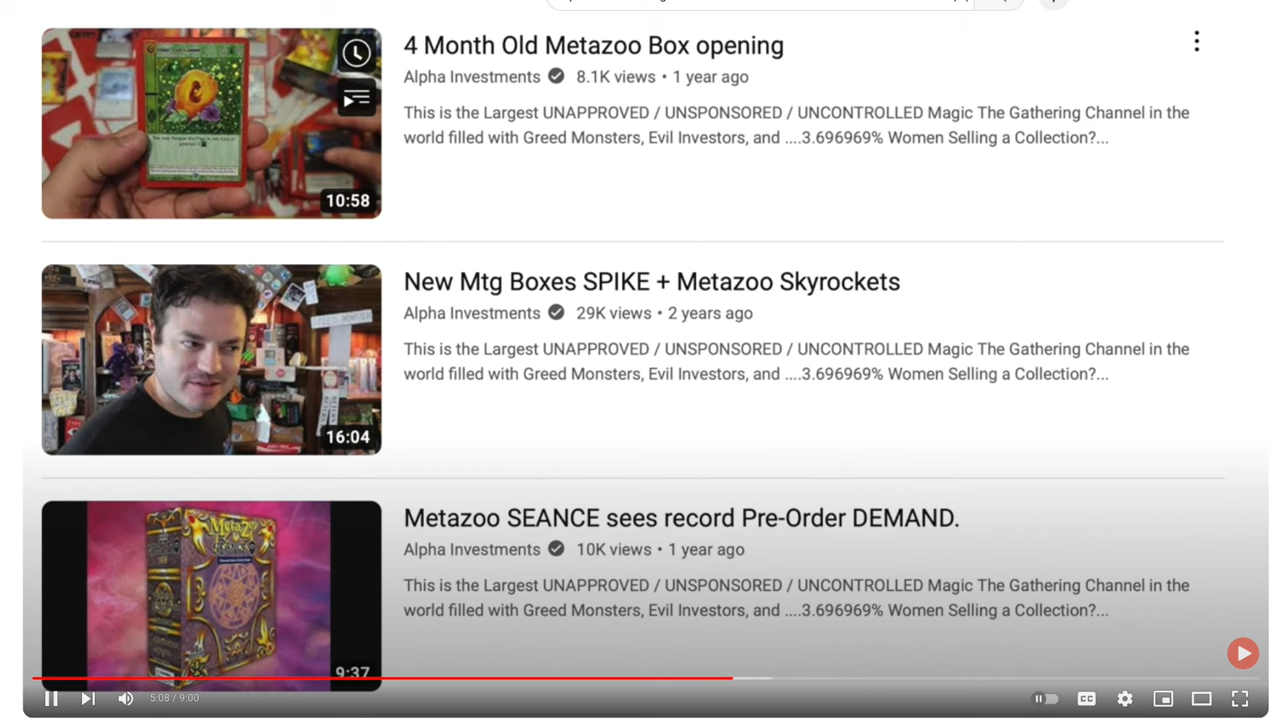 4 Month Old Metazoo Box opening
Alpha Investments 8.1K views • 1 year ago
This is the Largest UNAPPROVED / UNSPONSORED / UNCONTROLLED Magic The Gathering Channel in the
world filled with Greed Monsters, Evil Investors, and ....3.696969% Women Selling a Collection?...
10:58
New Mtg Boxes SPIKE + Metazoo Skyrockets
Alpha Investments 29K views • 2 years ago
This is the Largest UNAPPROVED / UNSPONSORED / UNCONTROLLED Magic The Gathering Channel in the
world filled with Greed Monsters, Evil Investors, and ....3.696969% Women Selling a Collection?...
16:04
Metazoo SEANCE sees record Pre-Order DEMAND.
Alpha Investments 10K views • 1 year ago
This is the Largest UNAPPROVED / UNSPONSORED / UNCONTROLLED Magic The Gathering Channel in the
world filled with Greed Monsters, Evil Investors, and ....3.696969% Women Selling a Collection?...
MetaZoo
SEANCE
9:37
5:08 / 9:00
CC